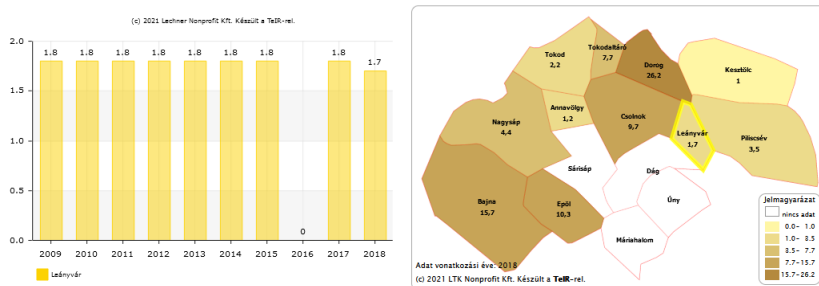 (c) 2021 Lechner Nonprofit Kft. Készült a TeIR-rel.
2.0
1.5
1.0
0.5
0.0
1.8 1.8 1.8 1.8 1.8 1.8 1.8 0 1.8 1.7
2009 2010 2011 2012 2013 2014 2015 2016 2017 2018
Leányvár
Tokod
2,2
Tokodaltáró
7,7
Dorog
26,2
Kesztölc
1
Annavölgy
1,2
Csolnok
9,7
Nagysáp
4,4
Leányvár
1,7
Piliscsév
3,5
Sárisáp
Dág
Úny
Bajna
15,7
Epöl
10,3
Máriahalom
Jelmagyarázat
nincs adat
0.0- 1.0
1.0- 3.5
3.5- 7.7
7.7-15.7
15.7-26.2
Adat vonatkozási éve: 2018
(c) 2021 LTK Nonprofit Kft. Készült a TeIR-rel.